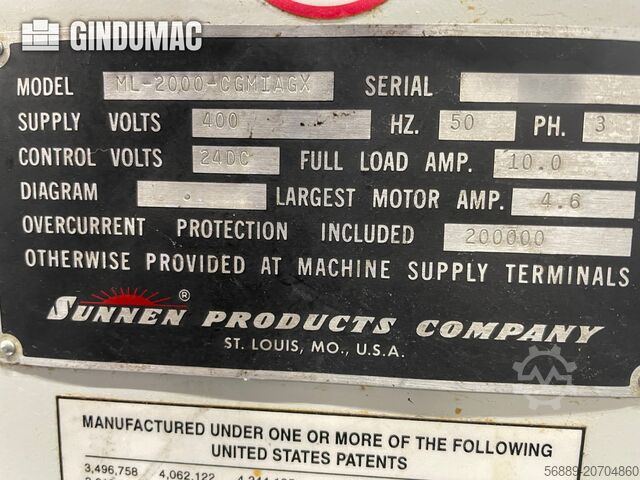 GINDUMAC
MODEL ML-2000-CGMIAGX SERIAL
SUPPLY VOLTS 400 HZ. 50 PH. 3
CONTROL VOLTS 24DC FULL LOAD AMP. 10.0
DIAGRAM . LARGEST MOTOR AMP. 4.6
OVERCURRENT PROTECTION INCLUDED 200000
OTHERWISE PROVIDED AT MACHINE SUPPLY TERMINALS
SUNNEN ® PRODUCTS COMPANY
ST. LOUIS, MO., U.S.A.
MANUFACTURED UNDER ONE OR MORE OF THE FOLLOWING
UNITED STATES PATENTS
3,496,758 4,062,122
56889-20704860